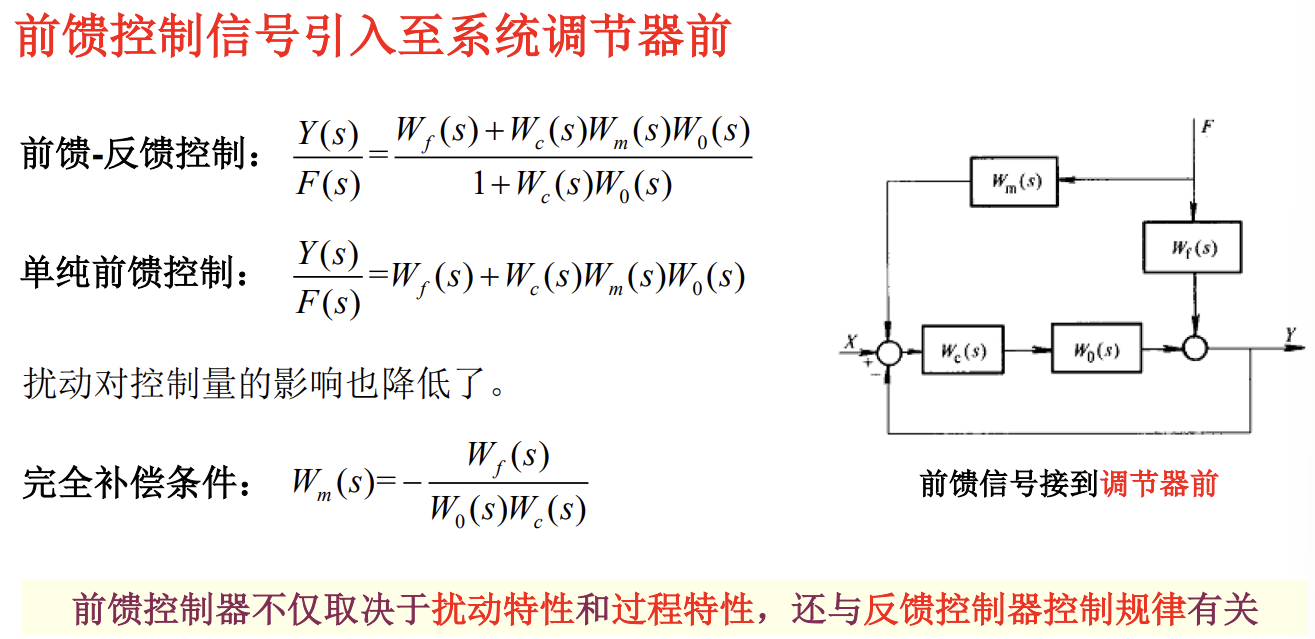 前馈控制信号引入至系统调节器前
前馈-反馈控制： Y(s)/F(s)=(W_f(s)+W_c(s)W_m(s)W_0(s))/(1+W_c(s)W_0(s))
单纯前馈控制： Y(s)/F(s)=W_f(s)+W_c(s)W_m(s)W_0(s)
扰动对控制量的影响也降低了。
完全补偿条件： W_m(s)=-W_f(s)/(W_0(s)W_c(s))
F
W_m(s)
W_f(s)
X
+
−
W_c(s)
W_0(s)
Y
前馈信号接到调节器前
前馈控制器不仅取决于扰动特性和过程特性，还与反馈控制器控制规律有关